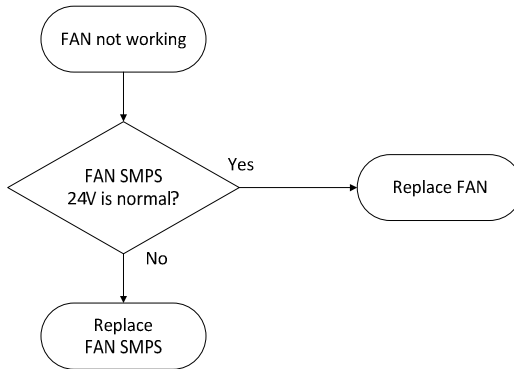 FAN not working
FAN SMPS
24V is normal?
Yes
Replace FAN
No
Replace
FAN SMPS